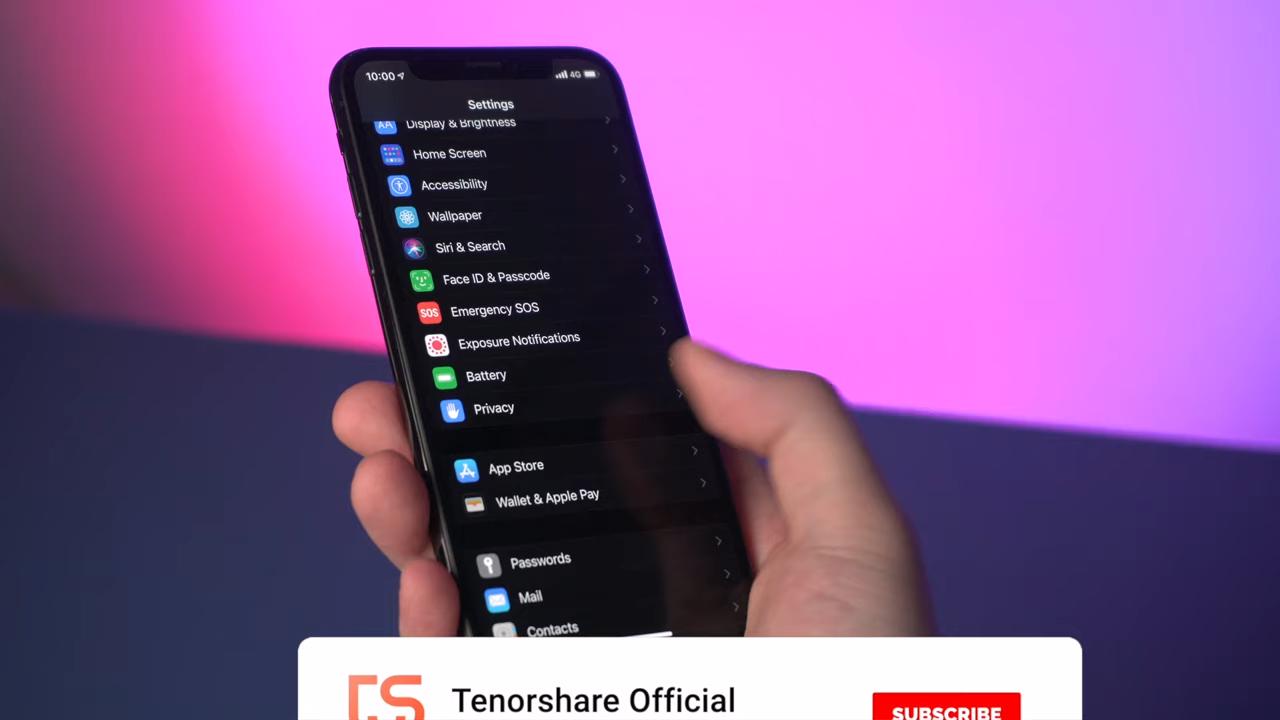 10:00
4G
Settings
AA Display & Brightness
Home Screen
Accessibility
Wallpaper
Siri & Search
Face ID & Passcode
SOS Emergency SOS
Exposure Notifications
Battery
Privacy
App Store
Wallet & Apple Pay
Passwords
Mail
Contacts
Tenorshare Official
SUBSCRIBE